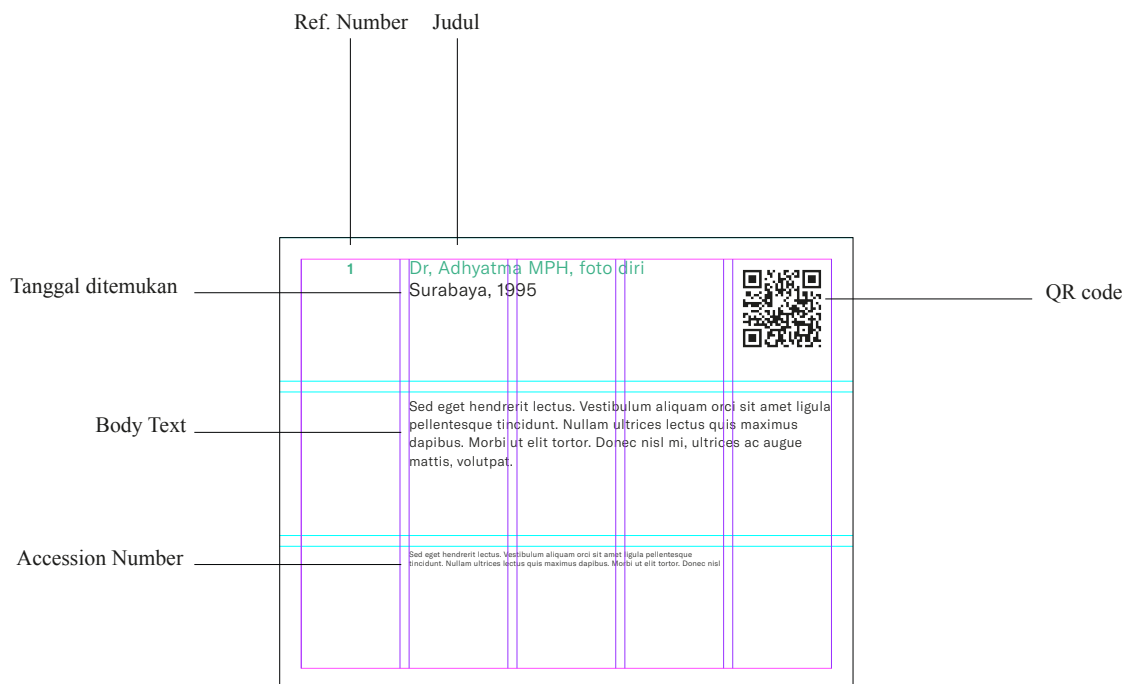 Ref. Number
Judul
1
Dr, Adhyatma MPH, foto diri
Tanggal ditemukan
Surabaya, 1995
QR code
Body Text
Sed eget hendrerit lectus. Vestibulum aliquam orci sit amet ligula
pellentesque tincidunt. Nullam ultrices lectus quis maximus
dapibus. Morbi ut elit tortor. Donec nisl mi, ultrices ac augue
mattis, volutpat.
Accession Number
Sed eget hendrerit lectus. Vestibulum aliquam orci sit amet ligula pellentesque
tincidunt. Nullam ultrices lectus quis maximus dapibus. Morbi ut elit tortor. Donec nisl